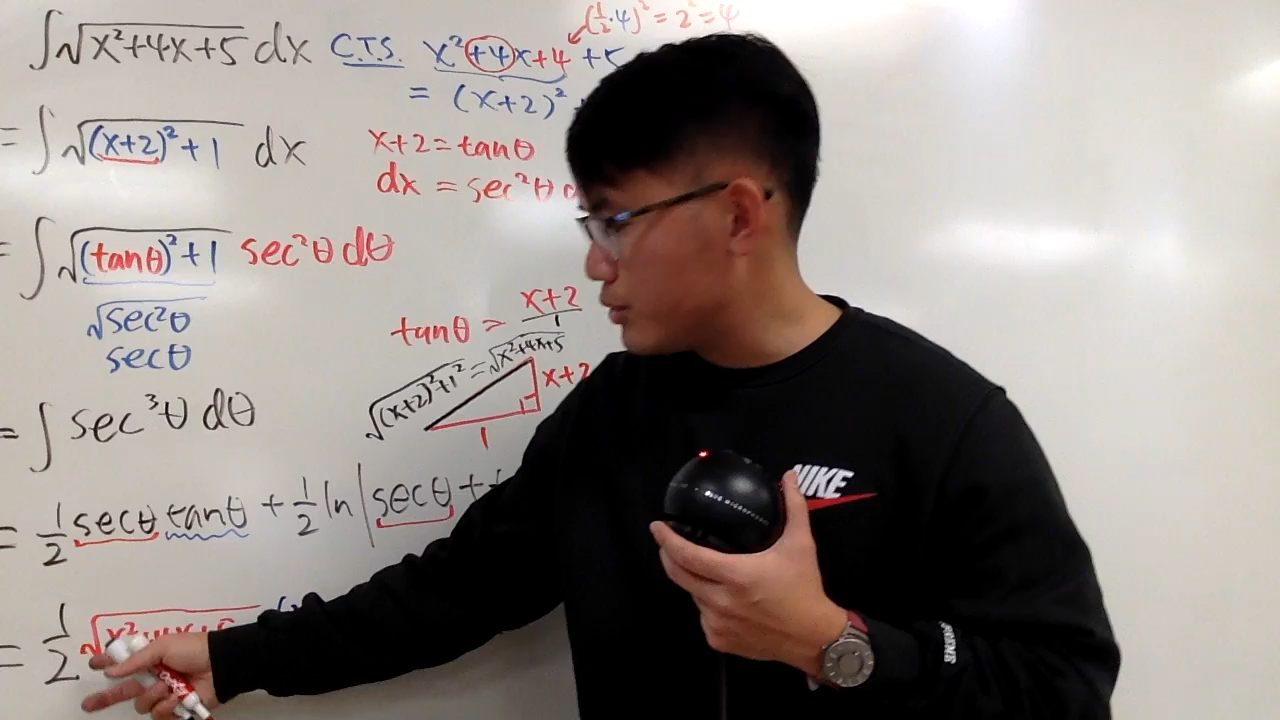 ∫√(x²+4x+5) dx C.T.S. x²+4x+4 +5
(½·4)² = 2² = 4
= (x+2)²
= ∫√((x+2)²+1) dx x+2 = tanθ
dx = sec²θ
= ∫√((tanθ)²+1) sec²θ dθ
√sec²θ
secθ
tanθ = (x+2)/1
√((x+2)²+1²) = √(x²+4x+5)
x+2
1
= ∫ sec³θ dθ
= ½ secθ tanθ + ½ ln|secθ +
= ½ √(x²+4x+5)
NIKE